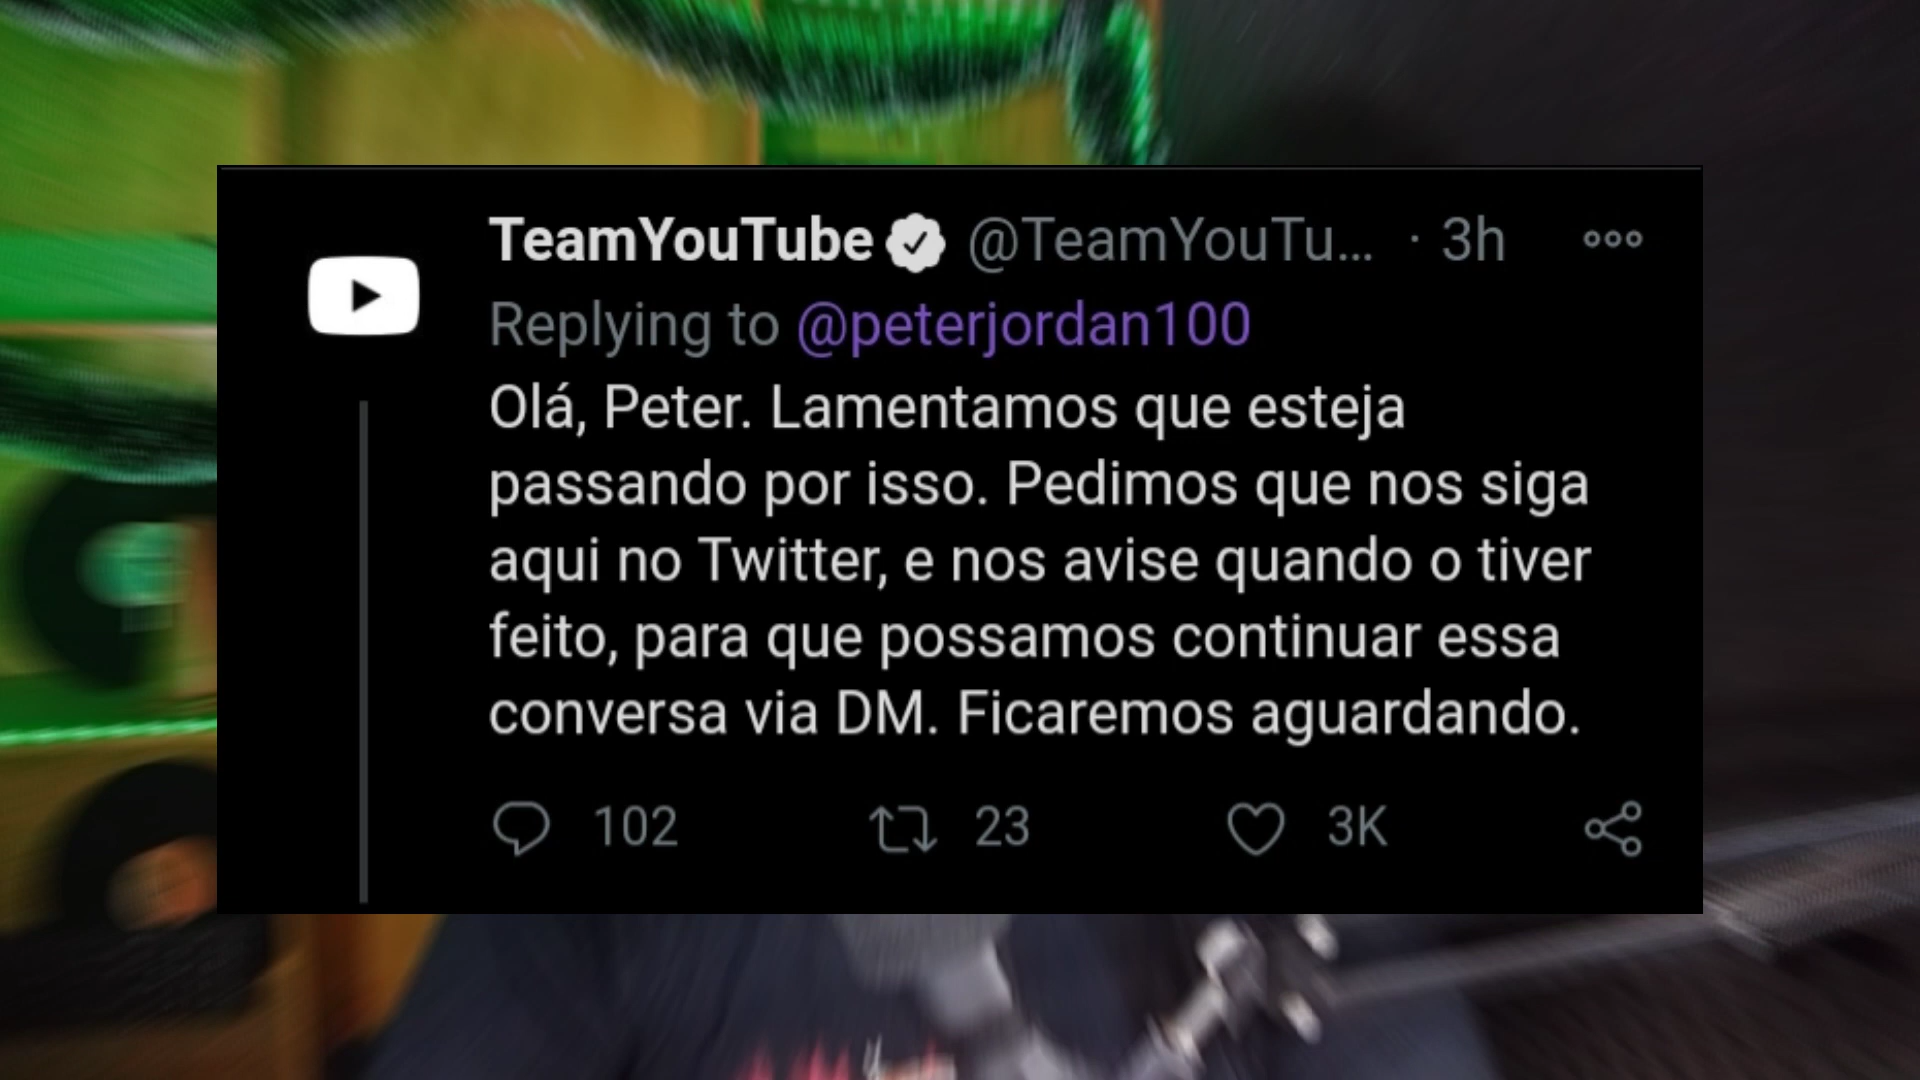 TeamYouTube @TeamYouTu... · 3h
Replying to @peterjordan100
Olá, Peter. Lamentamos que esteja
passando por isso. Pedimos que nos siga
aqui no Twitter, e nos avise quando o tiver
feito, para que possamos continuar essa
conversa via DM. Ficaremos aguardando.
102 23 3K